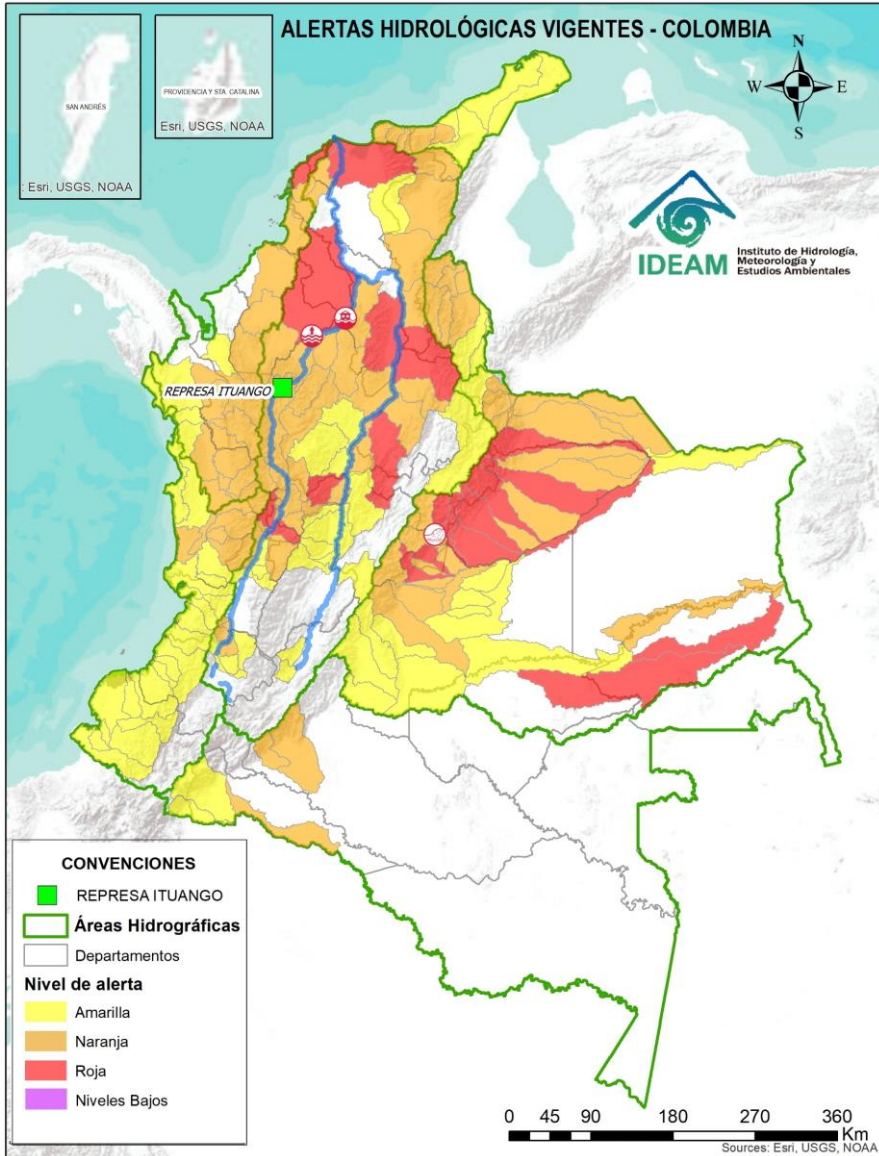 ALERTAS HIDROLÓGICAS VIGENTES - COLOMBIA
SAN ANDRÉS
: Esri, USGS, NOAA
PROVIDENCIA Y STA. CATALINA
Esri, USGS, NOAA
N
W
E
S
IDEAM
Instituto de Hidrología,
Meteorología y
Estudios Ambientales
REPRESA ITUANGO
CONVENCIONES
REPRESA ITUANGO
Áreas Hidrográficas
Departamentos
Nivel de alerta
Amarilla
Naranja
Roja
Niveles Bajos
0 45 90 180 270 360
Km
Sources: Esri, USGS, NOAA